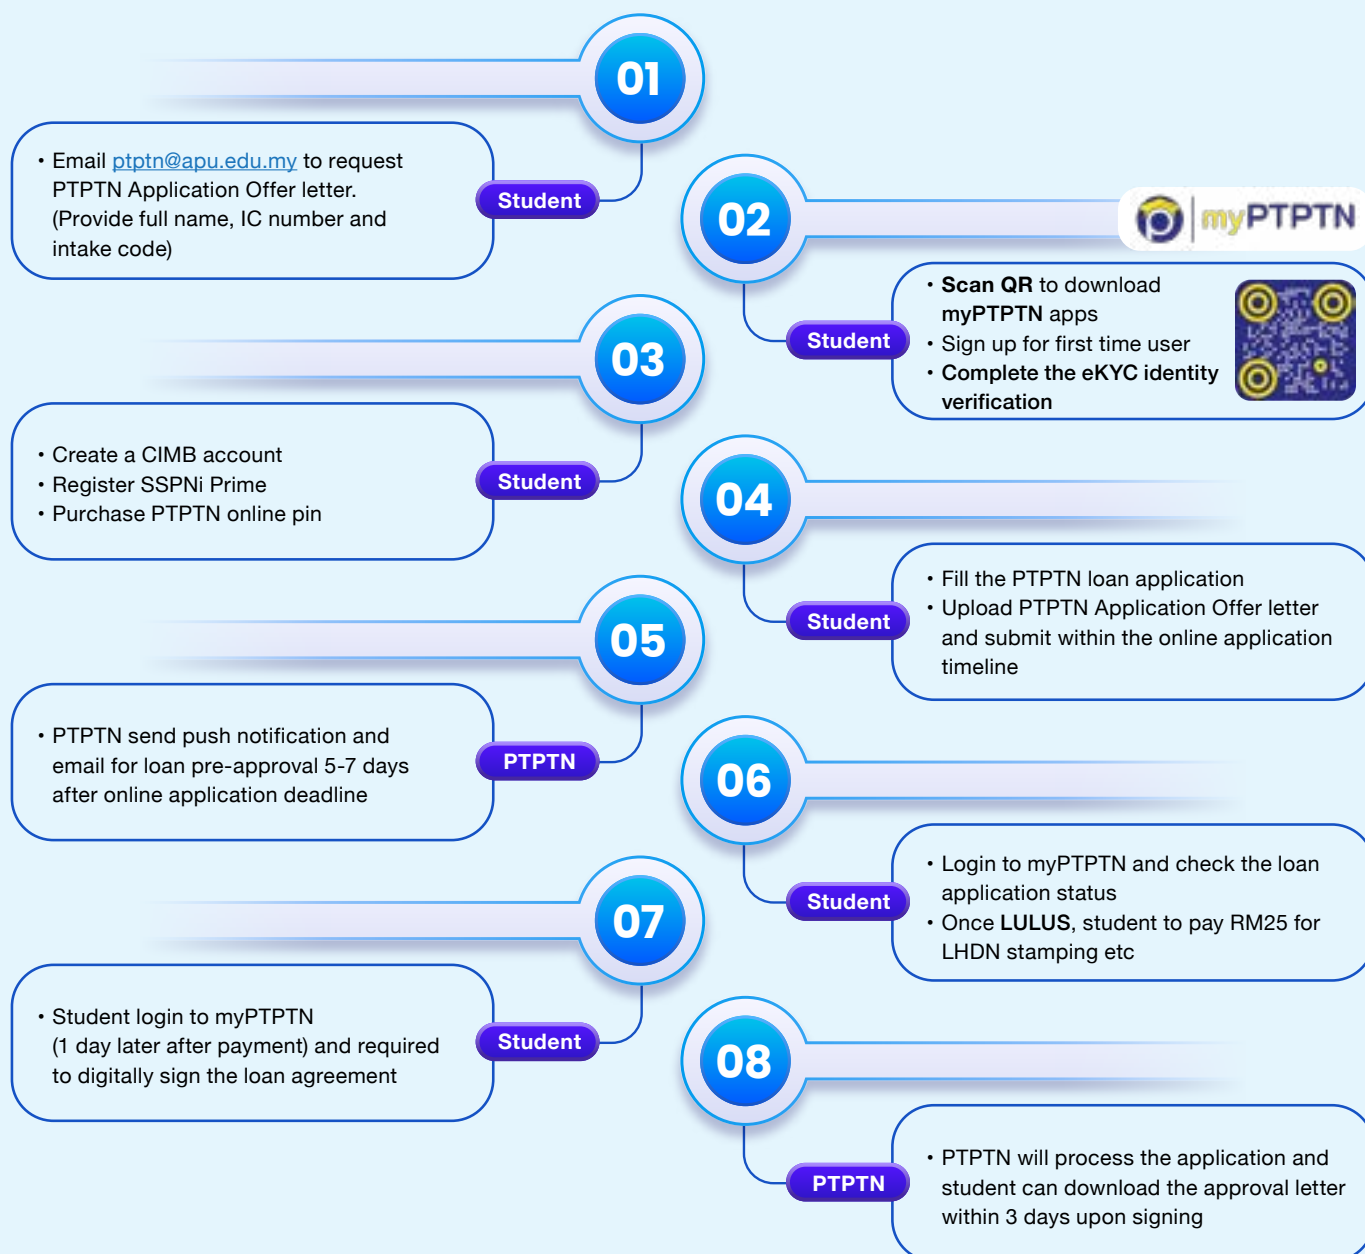 01
• Email ptptn@apu.edu.my to request
PTPTN Application Offer letter.
(Provide full name, IC number and
intake code)
Student
02
myPTPTN
• Scan QR to download
myPTPTN apps
• Sign up for first time user
• Complete the eKYC identity
verification
Student
03
• Create a CIMB account
• Register SSPNi Prime
• Purchase PTPTN online pin
Student
04
• Fill the PTPTN loan application
• Upload PTPTN Application Offer letter
and submit within the online application
timeline
Student
05
• PTPTN send push notification and
email for loan pre-approval 5-7 days
after online application deadline
PTPTN
06
• Login to myPTPTN and check the loan
application status
• Once LULUS, student to pay RM25 for
LHDN stamping etc
Student
07
• Student login to myPTPTN
(1 day later after payment) and required
to digitally sign the loan agreement
Student
08
• PTPTN will process the application and
student can download the approval letter
within 3 days upon signing
PTPTN